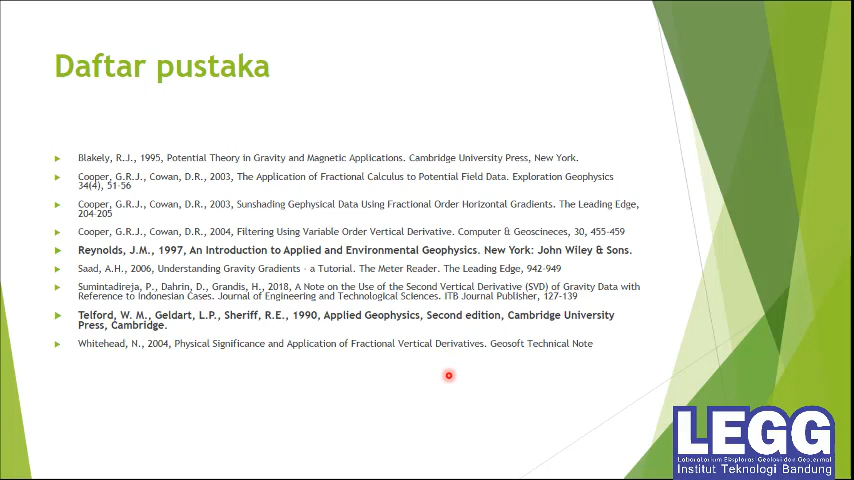 Daftar pustaka
Blakely, R.J., 1995, Potential Theory in Gravity and Magnetic Applications. Cambridge University Press, New York.
Cooper, G.R.J., Cowan, D.R., 2003, The Application of Fractional Calculus to Potential Field Data. Exploration Geophysics
34(4), 51-56
Cooper, G.R.J., Cowan, D.R., 2003, Sunshading Gephysical Data Using Fractional Order Horizontal Gradients. The Leading Edge,
204-205
Cooper, G.R.J., Cowan, D.R., 2004, Filtering Using Variable Order Vertical Derivative. Computer & Geoscineces, 30, 455-459
Reynolds, J.M., 1997, An Introduction to Applied and Environmental Geophysics. New York: John Wiley & Sons.
Saad, A.H., 2006, Understanding Gravity Gradients - a Tutorial. The Meter Reader. The Leading Edge, 942-949
Sumintadireja, P., Dahrin, D., Grandis, H., 2018, A Note on the Use of the Second Vertical Derivative (SVD) of Gravity Data with
Reference to Indonesian Cases. Journal of Engineering and Technological Sciences. ITB Journal Publisher, 127-139
Telford, W. M., Geldart, L.P., Sheriff, R.E., 1990, Applied Geophysics, Second edition, Cambridge University
Press, Cambridge.
Whitehead, N., 2004, Physical Significance and Application of Fractional Vertical Derivatives. Geosoft Technical Note
LEGG
Laboratorium Eksplorasi Geologi dan Geotermal
Institut Teknologi Bandung